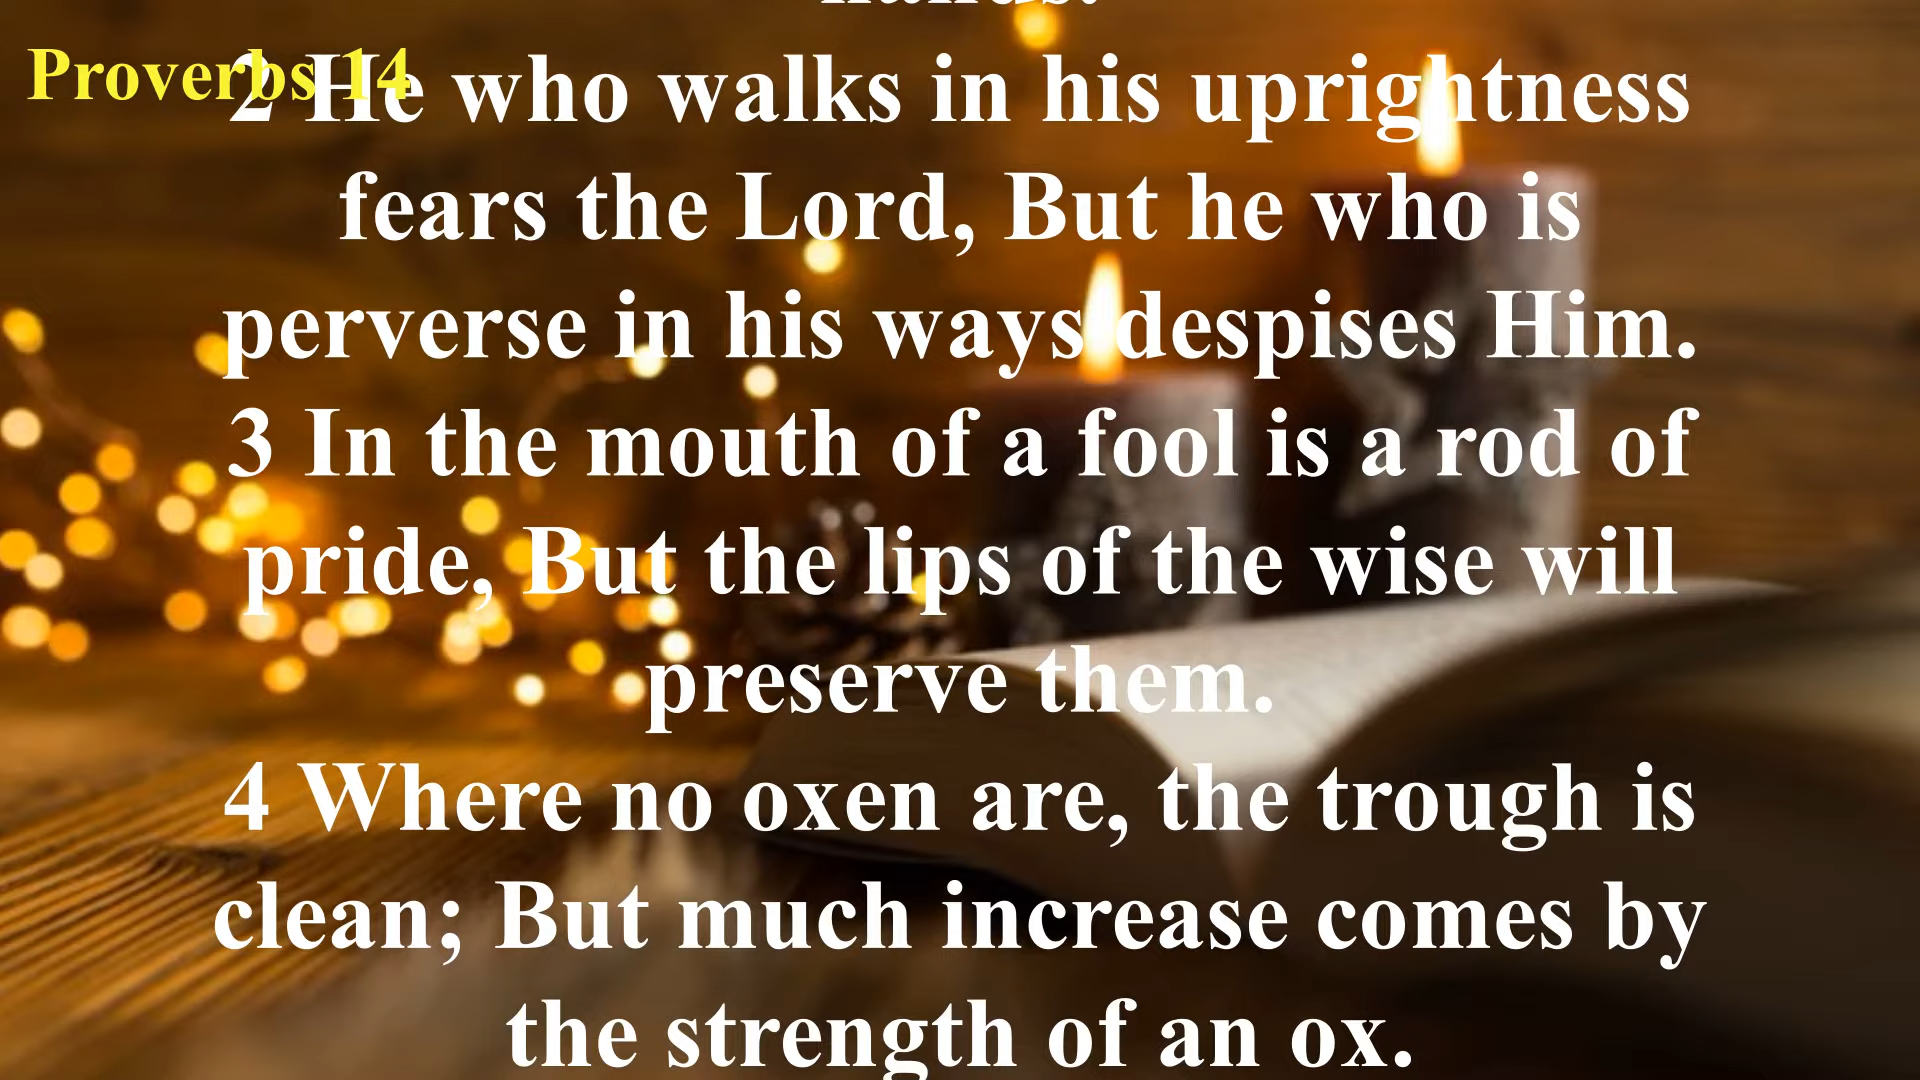 Proverbs 14
2 He who walks in his uprightness
fears the Lord, But he who is
perverse in his ways despises Him.
3 In the mouth of a fool is a rod of
pride, But the lips of the wise will
preserve them.
4 Where no oxen are, the trough is
clean; But much increase comes by
the strength of an ox.